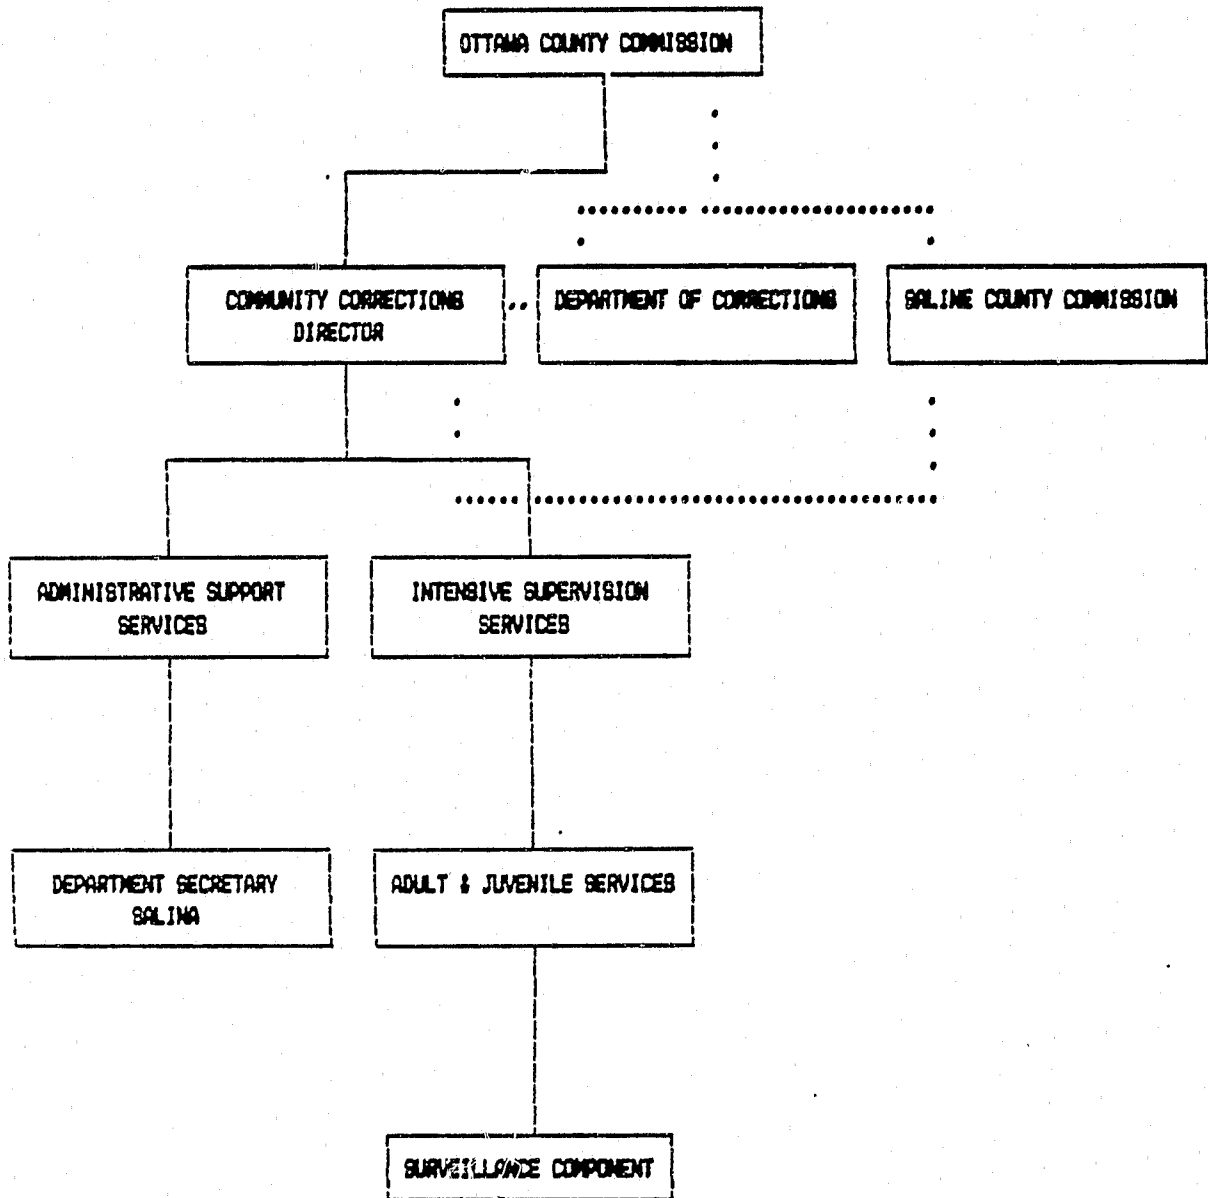 OTTAWA COUNTY COMMISSION
COMMUNITY CORRECTIONS
DIRECTOR
DEPARTMENT OF CORRECTIONS
SALINE COUNTY COMMISSION
ADMINISTRATIVE SUPPORT
SERVICES
INTENSIVE SUPERVISION
SERVICES
DEPARTMENT SECRETARY
SALINA
ADULT & JUVENILE SERVICES
SURVEILLANCE COMPONENT